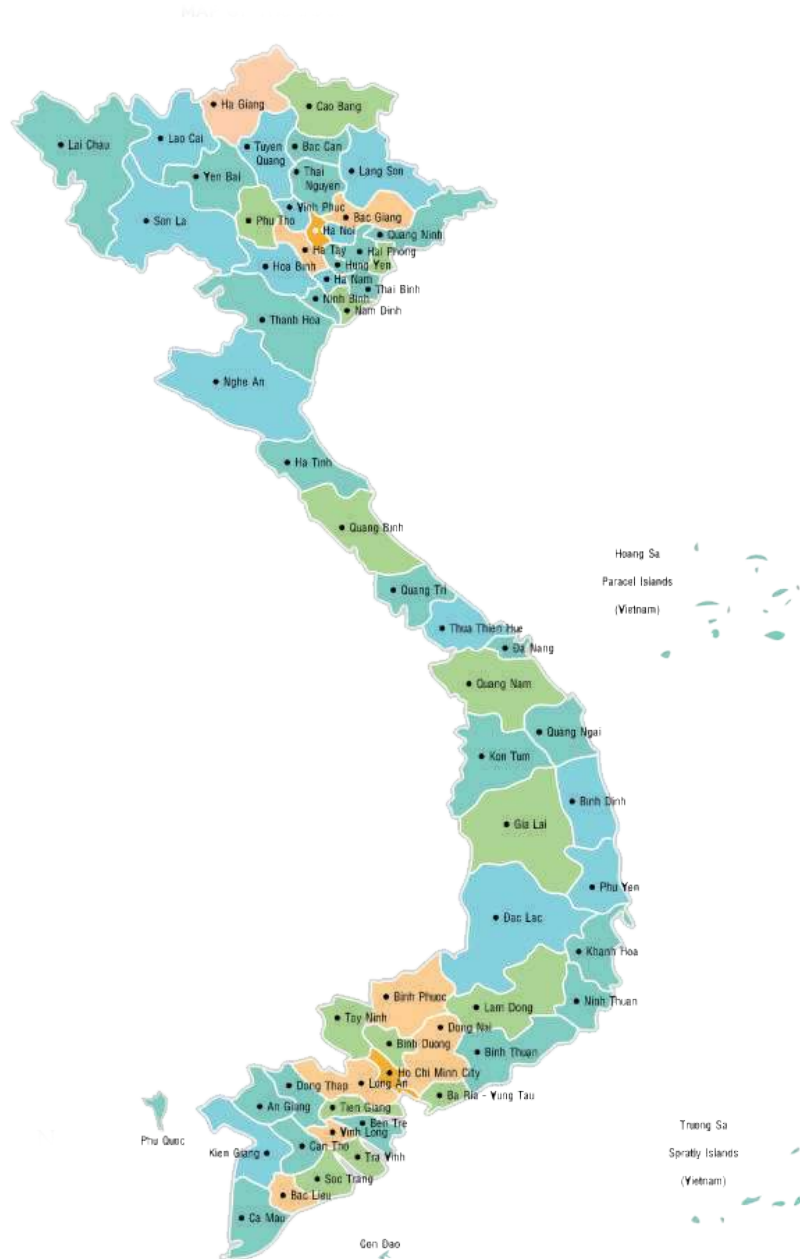 Ha Giang
Cao Bang
Lai Chau
Lao Cai
Tuyen
Quang
Bac Can
Yen Bai
Thai
Nguyen
Lang Son
Son La
Phu Tho
Vinh Phuc
Bac Giang
Ha Noi
Quang Ninh
Ha Tay
Hai Phong
Hoa Binh
Hung Yen
Ha Nam
Thai Binh
Ninh Binh
Nam Dinh
Thanh Hoa
Nghe An
Ha Tinh
Quang Binh
Hoang Sa
Paracel Islands
(Vietnam)
Quang Tri
Thua Thien Hue
Da Nang
Quang Nam
Quang Ngai
Kon Tum
Binh Dinh
Gia Lai
Phu Yen
Dac Lac
Khanh Hoa
Binh Phuoc
Ninh Thuan
Lam Dong
Tay Ninh
Dong Nai
Binh Duong
Binh Thuan
Ho Chi Minh City
Dong Thap
Long An
Ba Ria - Vung Tau
An Giang
Tien Giang
Ben Tre
Vinh Long
Phu Quoc
Kien Giang
Can Tho
Tra Vinh
Truong Sa
Spratly Islands
(Vietnam)
Soc Trang
Bac Lieu
Ca Mau
Con Dao